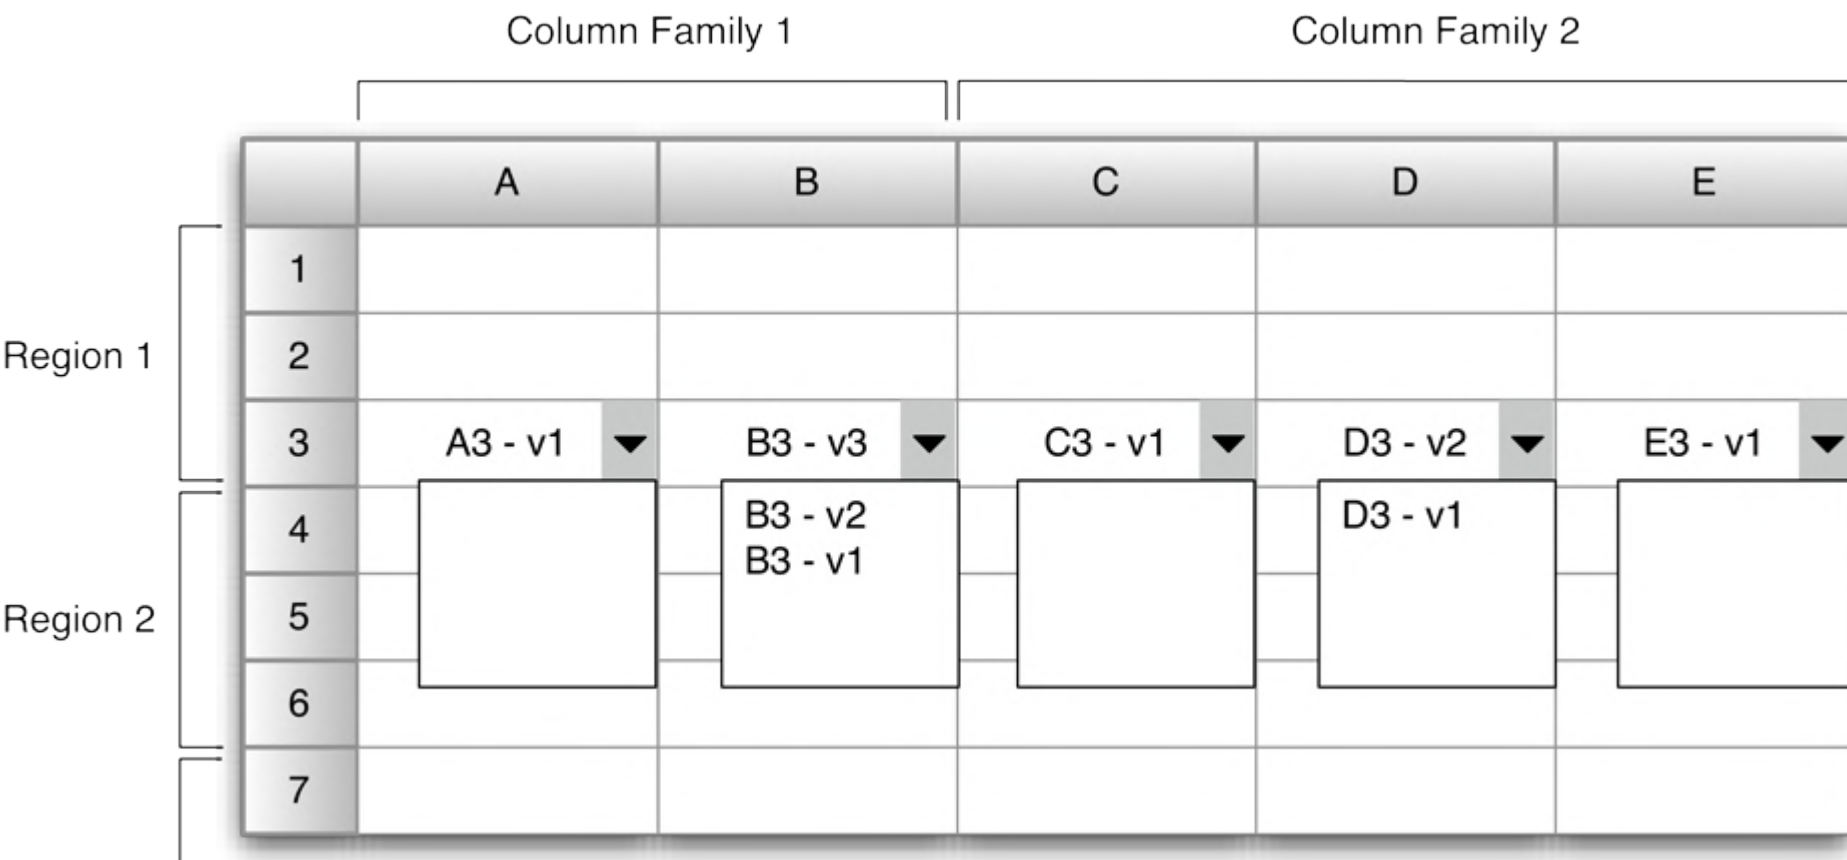 Column Family 1 Column Family 2
A B C D E
1
Region 1 2
3 A3 - v1 B3 - v3 C3 - v1 D3 - v2 E3 - v1
4 B3 - v2 D3 - v1
B3 - v1
Region 2 5
6
7